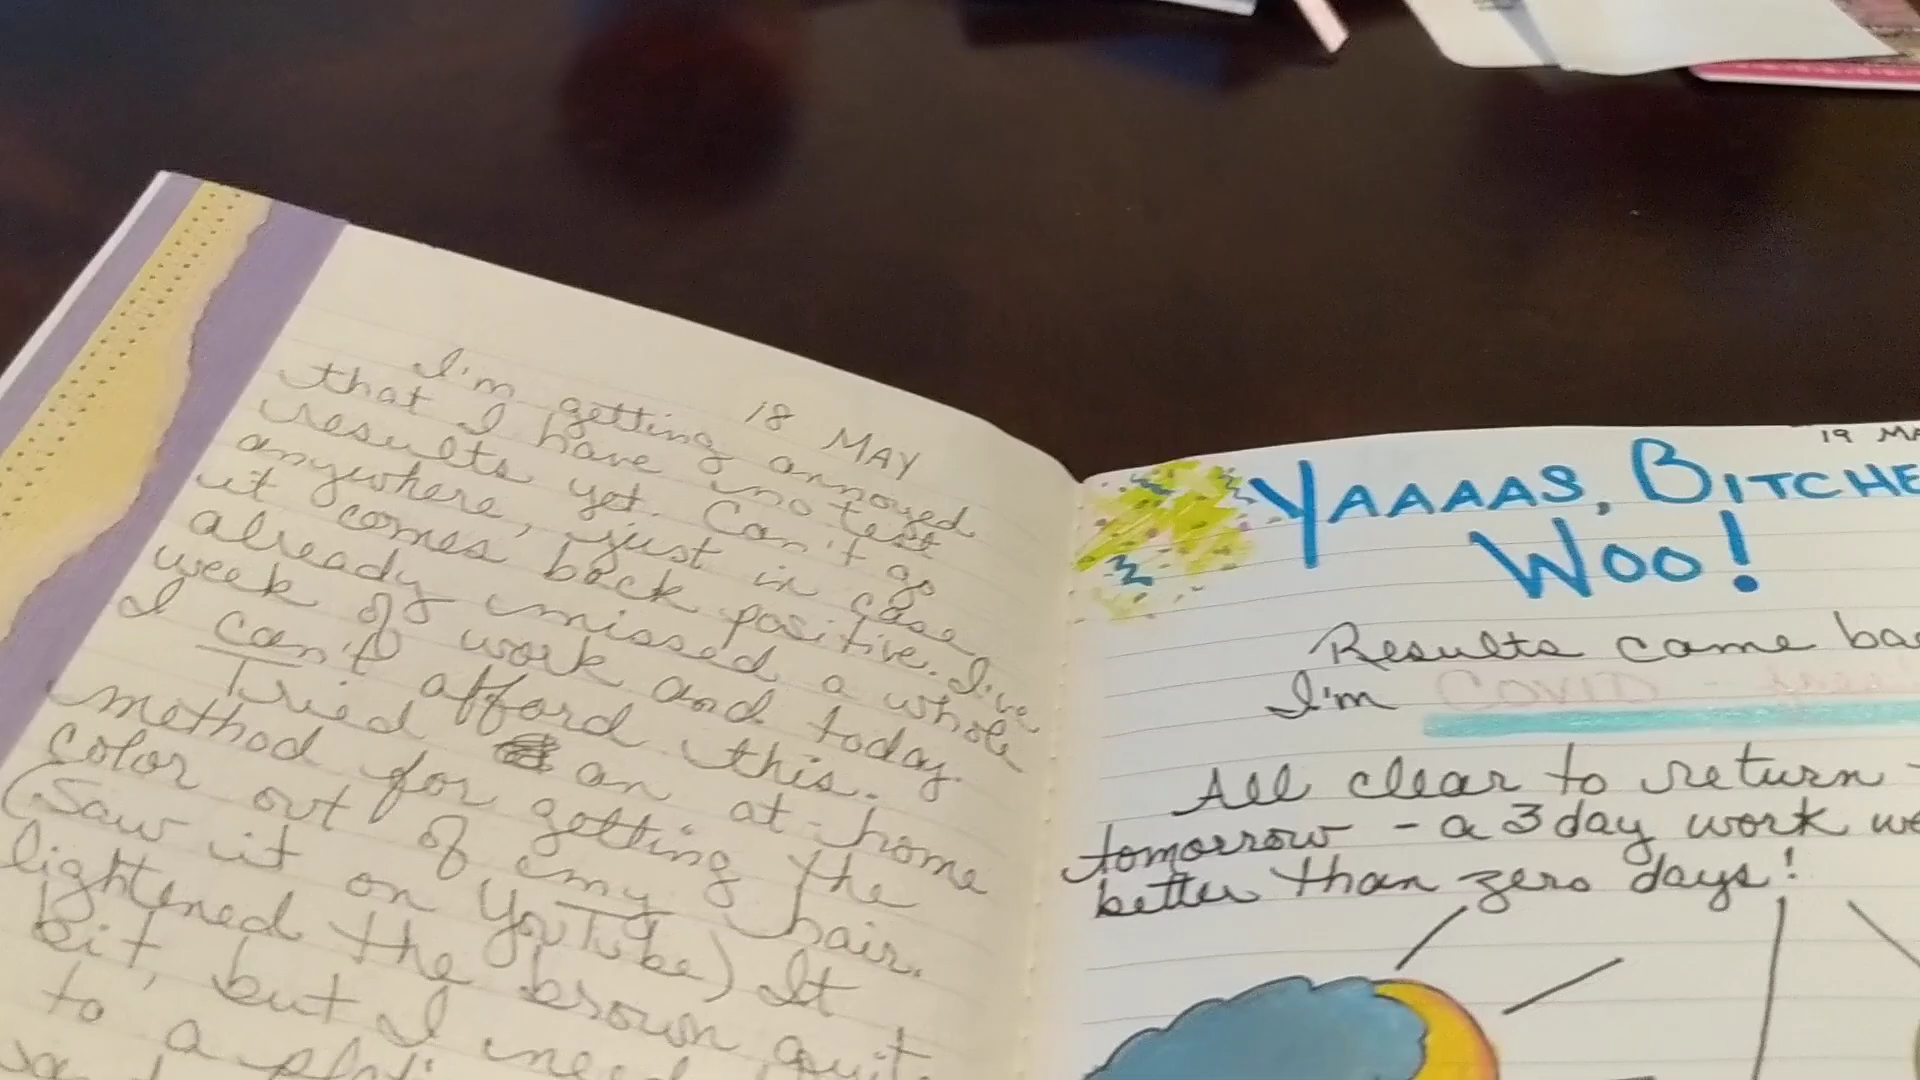 18 MAY
I'm getting annoyed
that I have no test
results yet. Can't go
anywhere, just in case
it comes back positive. I've
already missed a whole
week of work and today.
I can't afford this.
Tried an at-home
method for getting the
color out of my hair.
(Saw it on YouTube) It
lightened the brown quit
bit, but I need
to a
19 MA
YAAAAS, BITCHE
WOO!
Results came ba
I'm COVID - free
All clear to return
tomorrow - a 3 day work we
better than zero days!